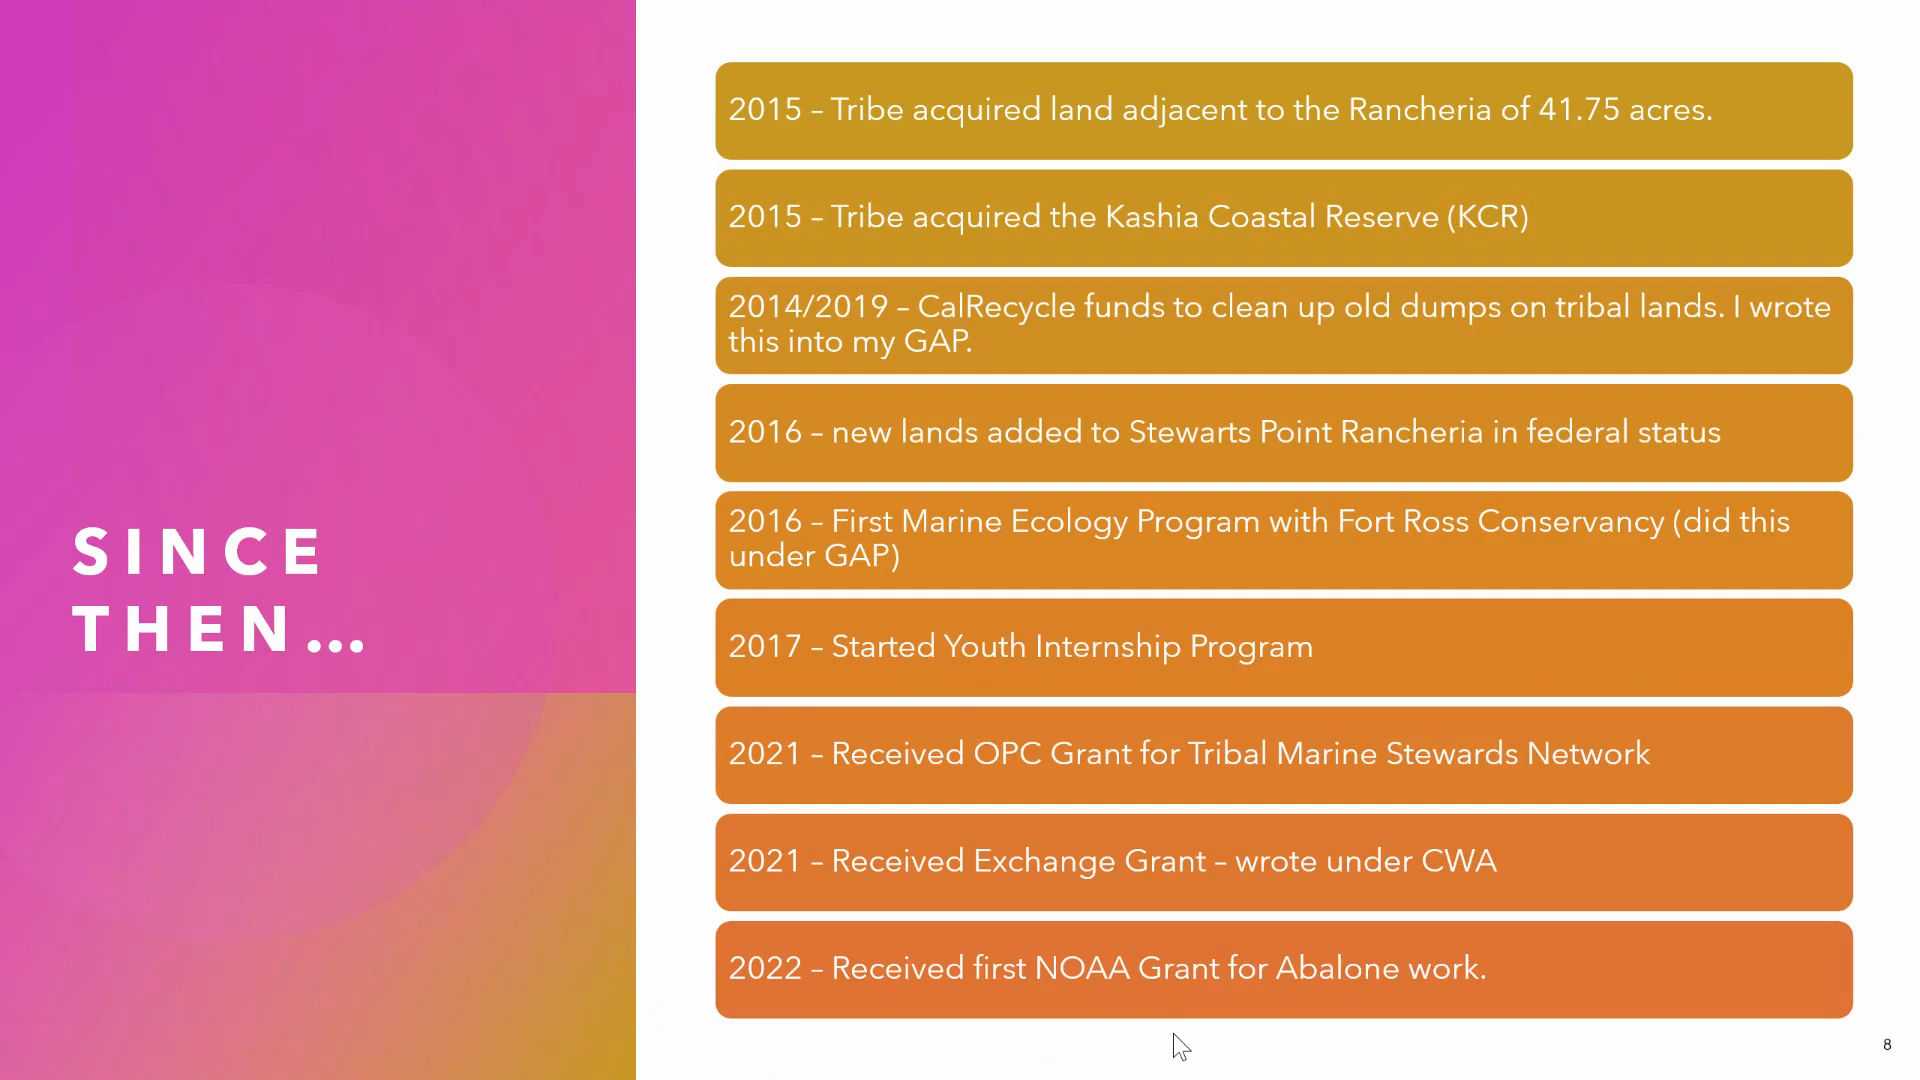 SINCE
THEN...
2015 – Tribe acquired land adjacent to the Rancheria of 41.75 acres.
2015 – Tribe acquired the Kashia Coastal Reserve (KCR)
2014/2019 – CalRecycle funds to clean up old dumps on tribal lands. I wrote
this into my GAP.
2016 – new lands added to Stewarts Point Rancheria in federal status
2016 – First Marine Ecology Program with Fort Ross Conservancy (did this
under GAP)
2017 – Started Youth Internship Program
2021 – Received OPC Grant for Tribal Marine Stewards Network
2021 – Received Exchange Grant – wrote under CWA
2022 – Received first NOAA Grant for Abalone work.
8